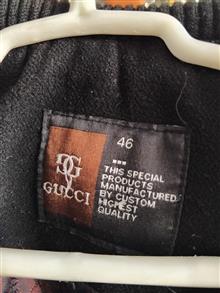 46
GUCCI
THIS SPECIAL
PRODUCTS
MANUFACTURED
BY CUSTOM
HIGHEST
QUALITY